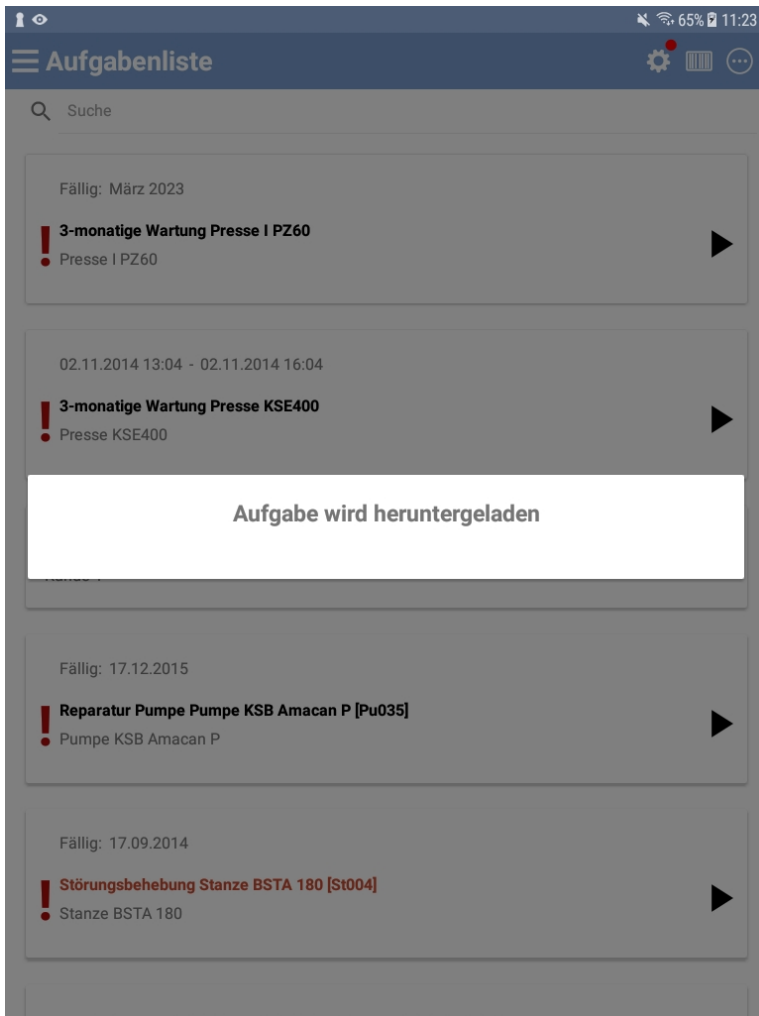 65% 11:23
Aufgabenliste
Suche
Fällig: März 2023
3-monatige Wartung Presse I PZ60
Presse I PZ60
02.11.2014 13:04 - 02.11.2014 16:04
3-monatige Wartung Presse KSE400
Presse KSE400
Aufgabe wird heruntergeladen
Fällig: 17.12.2015
Reparatur Pumpe Pumpe KSB Amacan P [Pu035]
Pumpe KSB Amacan P
Fällig: 17.09.2014
Störungsbehebung Stanze BSTA 180 [St004]
Stanze BSTA 180